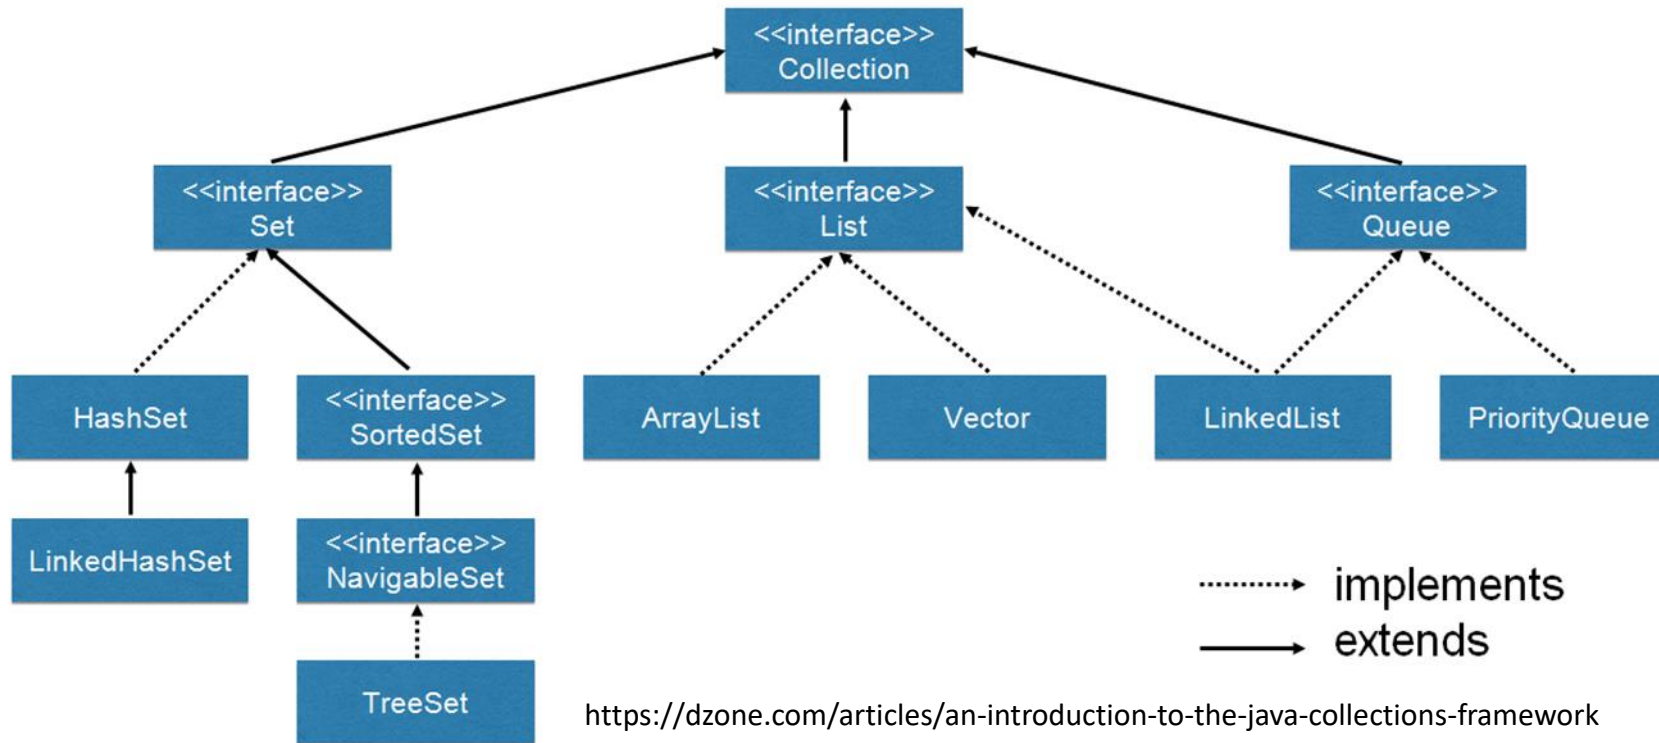 <<interface>>
Collection
<<interface>>
Set
<<interface>>
List
<<interface>>
Queue
HashSet
<<interface>>
SortedSet
ArrayList
Vector
LinkedList
PriorityQueue
LinkedHashSet
<<interface>>
NavigableSet
implements
extends
TreeSet
https://dzone.com/articles/an-introduction-to-the-java-collections-framework